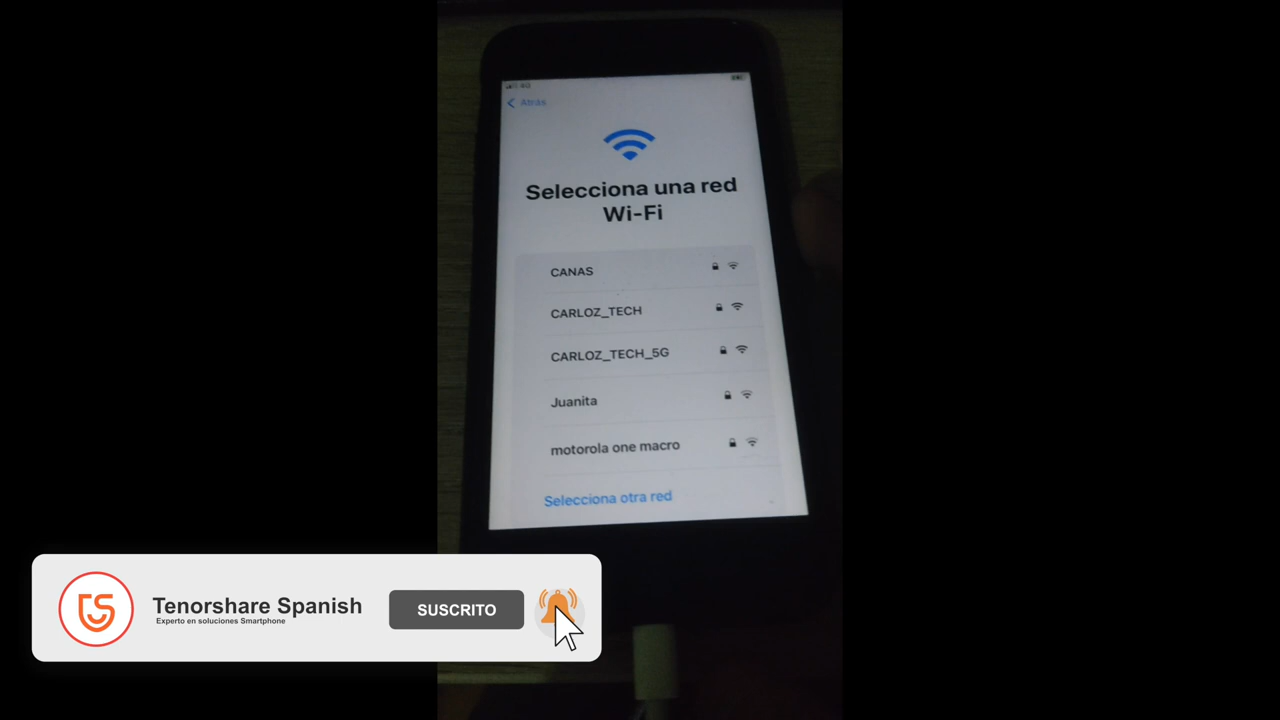 Atrás
Selecciona una red
Wi-Fi
CANAS
CARLOZ_TECH
CARLOZ_TECH_5G
Juanita
motorola one macro
Selecciona otra red
Tenorshare Spanish
Experto en soluciones Smartphone
SUSCRITO